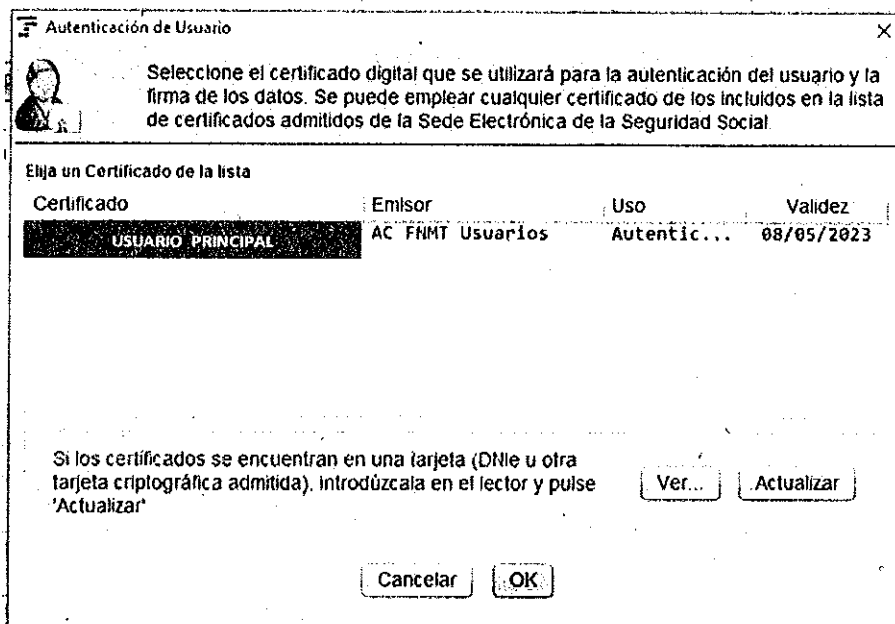 Autenticación de Usuario
Seleccione el certificado digital que se utilizará para la autenticación del usuario y la
firma de los datos. Se puede emplear cualquier certificado de los incluidos en la lista
de certificados admitidos de la Sede Electrónica de la Seguridad Social
Elija un Certificado de la lista
Certificado Emisor Uso Validez
USUARIO PRINCIPAL AC FNMT Usuarios Autentic... 08/05/2023
Si los certificados se encuentran en una tarjeta (DNIe u otra
tarjeta criptográfica admitida), introdúzcala en el lector y pulse
'Actualizar'
Ver... Actualizar
Cancelar OK